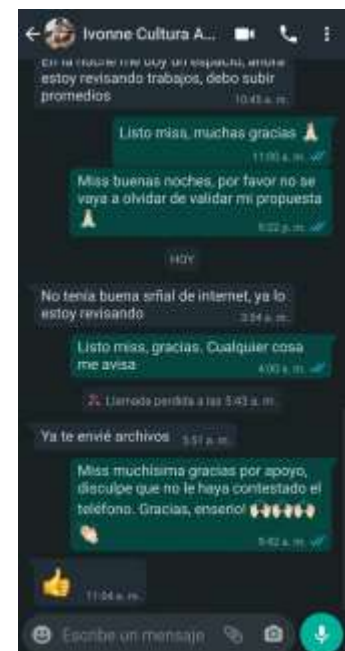 Ivonne Cultura A...
En la noche me doy un espacio, ahora
estoy revisando trabajos, debo subir
promedios
10:45 a. m.
Listo miss, muchas gracias 🙏🏻
11:00 a. m.
Miss buenas noches, por favor no se
vaya a olvidar de validar mi propuesta
🙏🏻
p. m.
HOY
No tenía buena srñal de internet, ya lo
estoy revisando
3:54 a. m.
Listo miss, gracias. Cualquier cosa
me avisa
4:00 a. m.
Llamada perdida a las 5:43 a. m.
Ya te envié archivos
5:51 a. m.
Miss muchísima gracias por apoyo,
disculpe que no le haya contestado el
teléfono. Gracias, enserio!
a. m.
👍
11:04 a. m.
Escribe un mensaje